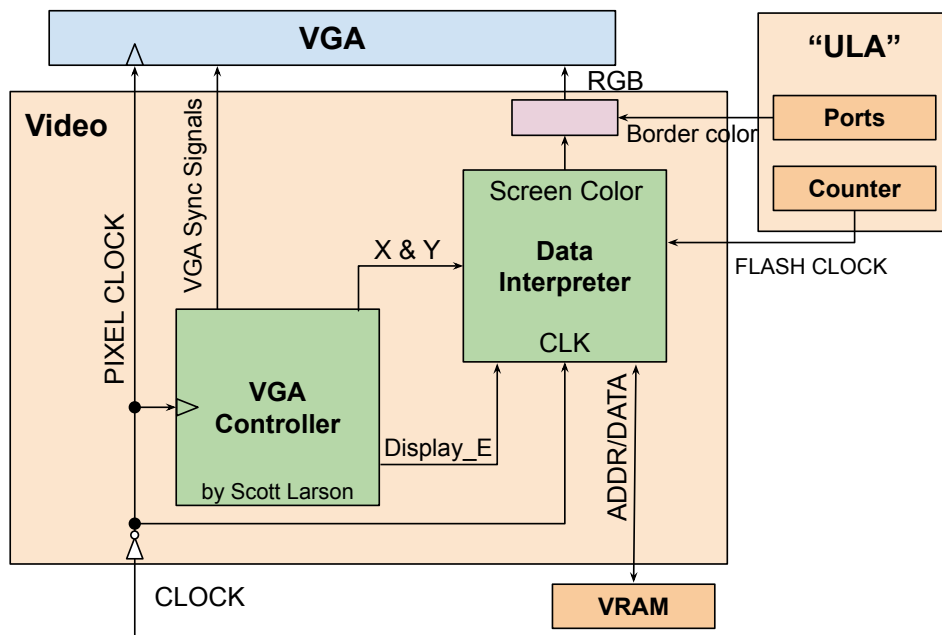 VGA
“ULA”
RGB
Video
Ports
Border color
Counter
VGA Sync Signals
Screen Color
PIXEL CLOCK
X & Y
Data
Interpreter
FLASH CLOCK
CLK
VGA
Controller
ADDR/DATA
Display_E
by Scott Larson
CLOCK
VRAM